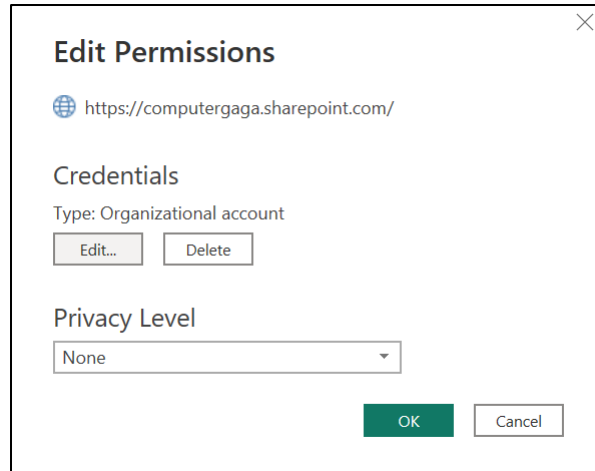 Edit Permissions
https://computergaga.sharepoint.com/
Credentials
Type: Organizational account
Edit... Delete
Privacy Level
None
OK Cancel